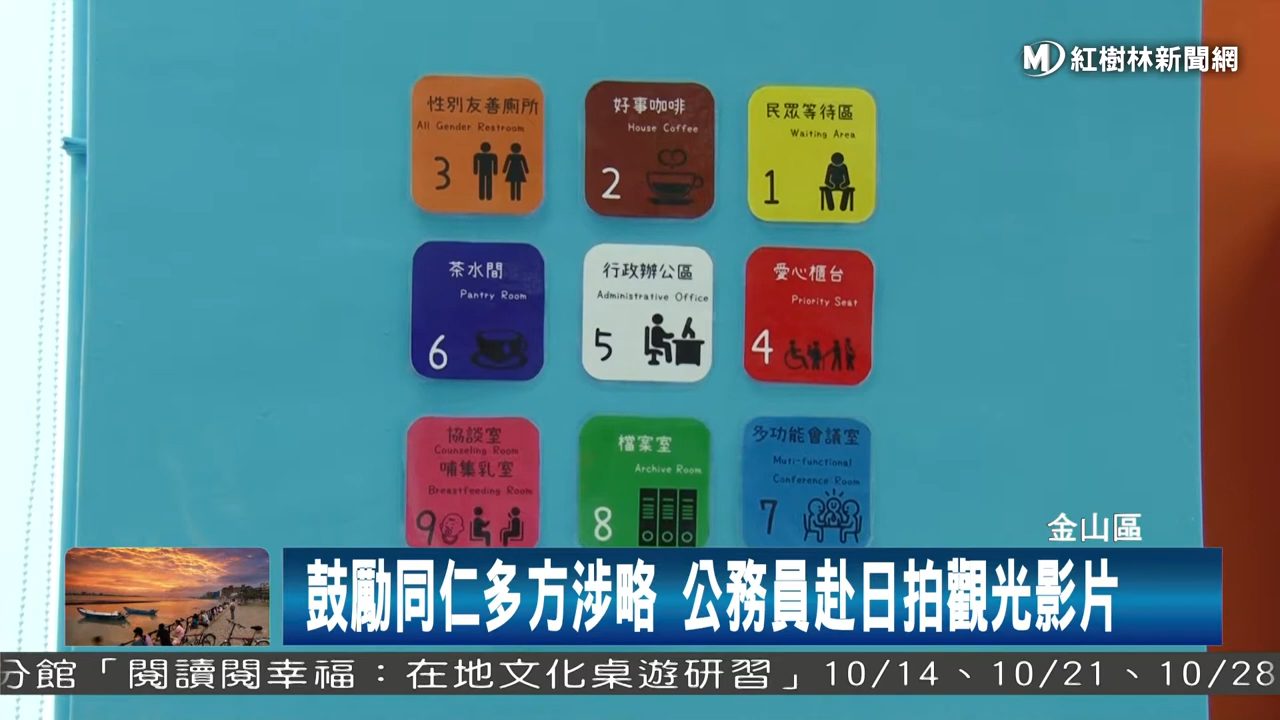 M 紅樹林新聞網
性別友善廁所
All Gender Restroom
3
好事咖啡
House Coffee
2
民眾等待區
Waiting Area
1
茶水間
Pantry Room
6
行政辦公區
Administrative Office
5
愛心櫃台
Priority Seat
4
協談室
Counseling Room
哺集乳室
Breastfeeding Room
9
檔案室
Archive Room
8
多功能會議室
Muti-functional
Conference Room
7
金山區
鼓勵同仁多方涉略 公務員赴日拍觀光影片
分館「閱讀閱幸福：在地文化桌遊研習」10/14、10/21、10/28